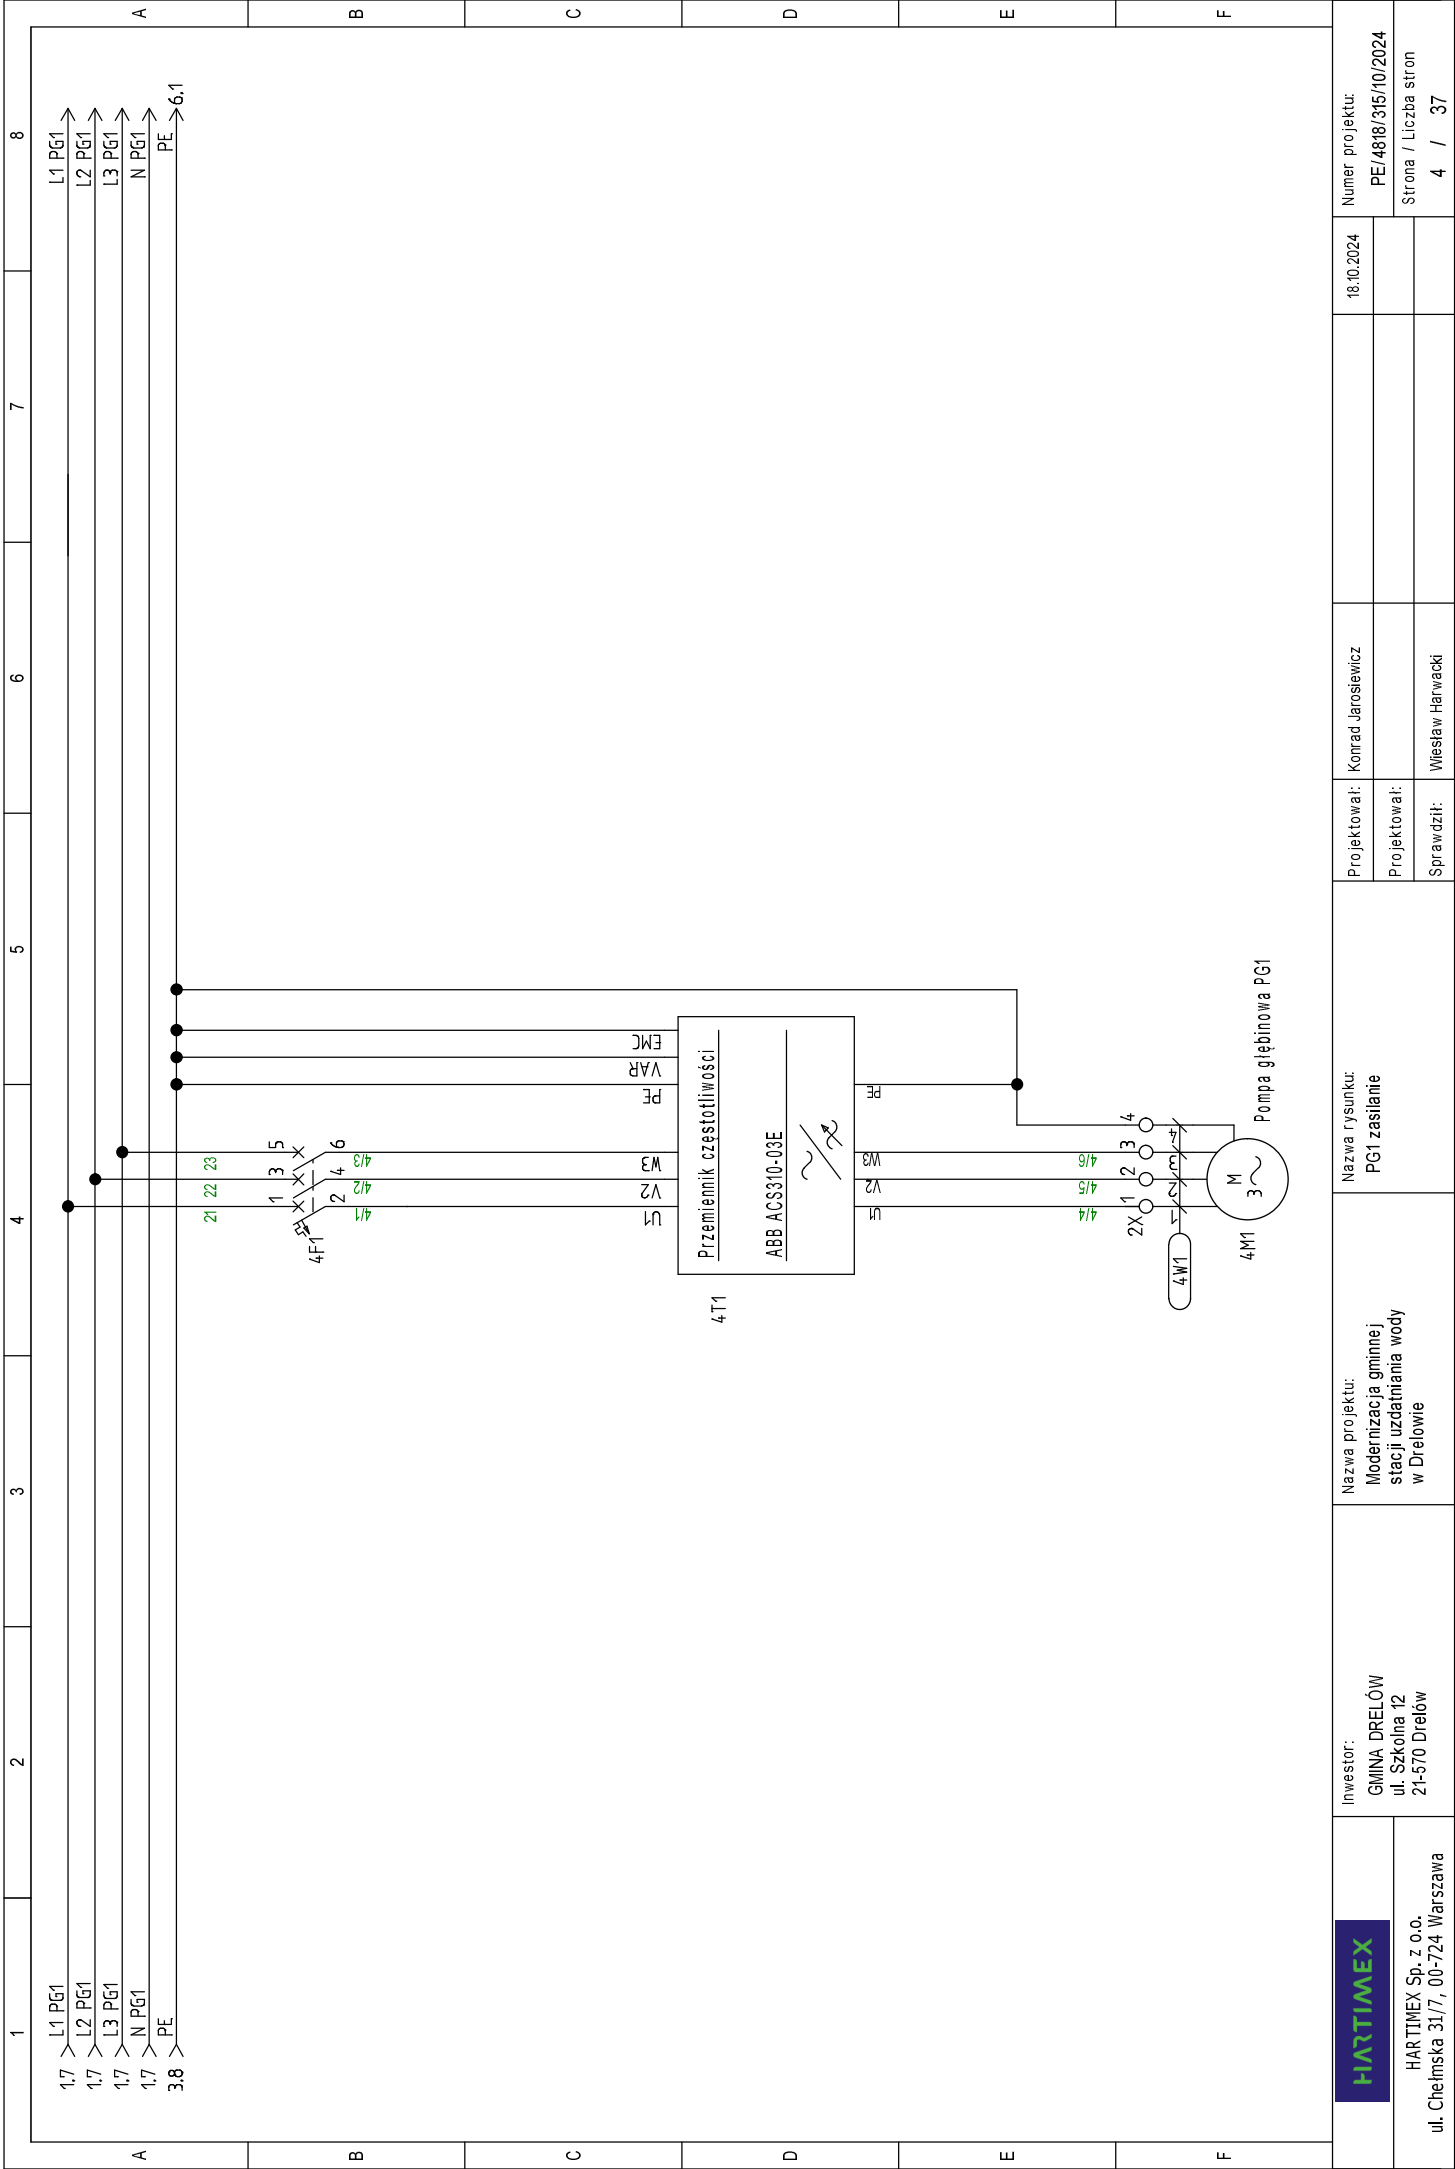 1 2 3 4 5 6 7 8
A A
B B
C C
D D
E E
F F
1.7 L1 PG1 L1 PG1
1.7 L2 PG1 L2 PG1
1.7 L3 PG1 L3 PG1
1.7 N PG1 N PG1
3.8 PE PE 6.1
21 22 23
1 3 5
4F1
2 4 6
4/1 4/2 4/3
U1 V2 W3 PE VAR EMC
4T1
Przemiennik częstotliwości
ABB ACS310-03E
U1 V2 W3 PE
4/4 4/5 4/6
2X 1 2 3 4
4W1 1 2 3 4
4M1
M
3
Pompa głębinowa PG1
HARTIMEX
HARTIMEX Sp. z o.o.
ul. Chełmska 31/7, 00-724 Warszawa
Inwestor:
GMINA DRELÓW
ul. Szkolna 12
21-570 Drelów
Nazwa projektu:
Modernizacja gminnej
stacji uzdatniania wody
w Drelowie
Nazwa rysunku:
PG1 zasilanie
Projektował: Konrad Jarosiewicz 18.10.2024
Projektował:
Sprawdził: Wiesław Harwacki
Numer projektu:
PE/4818/315/10/2024
Strona / Liczba stron
4 / 37